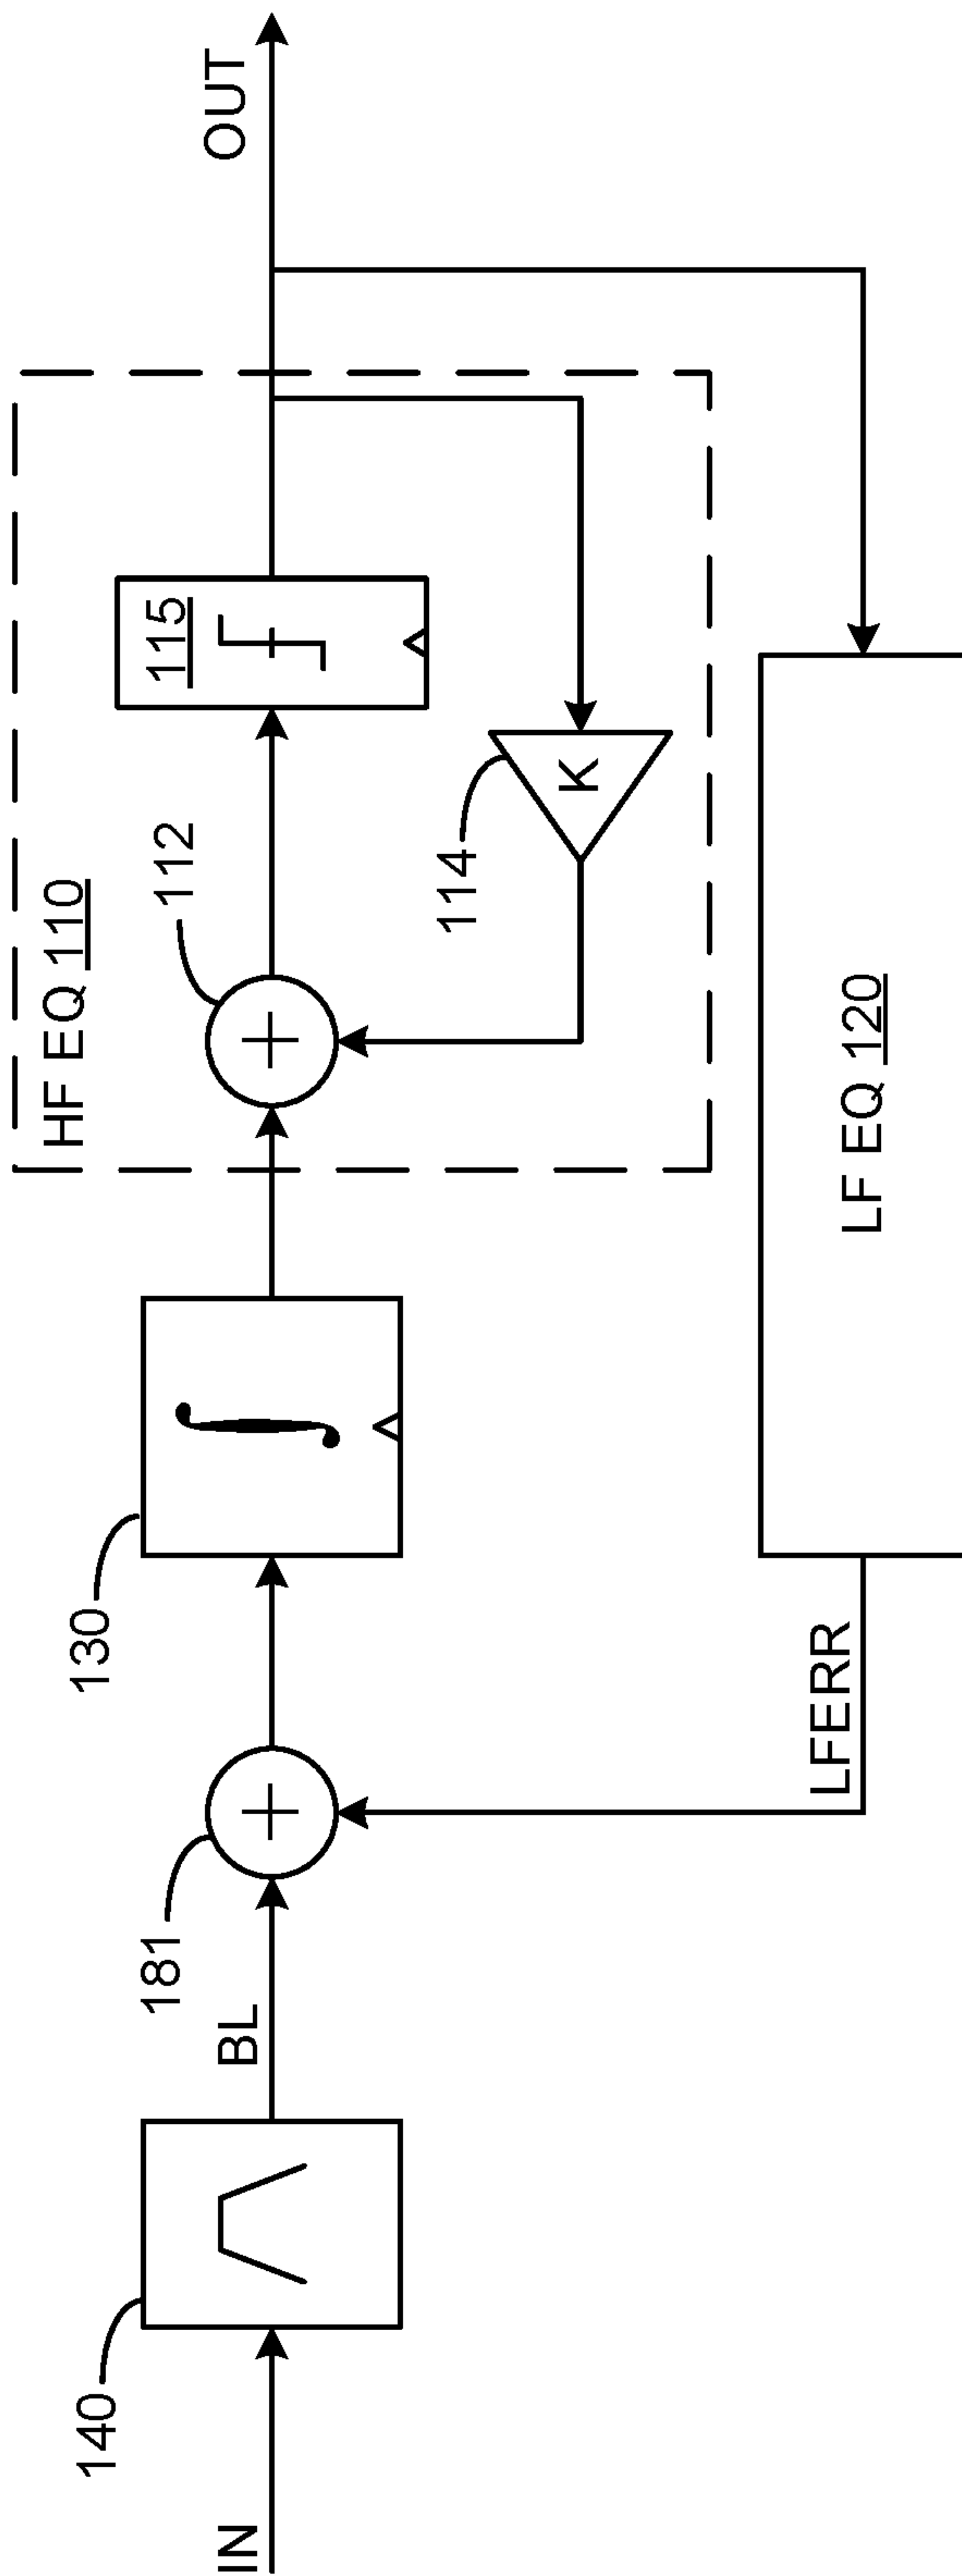 IN
140
BL
181
130
HF EQ 110
112
115
114
K
OUT
LFERR
LF EQ 120